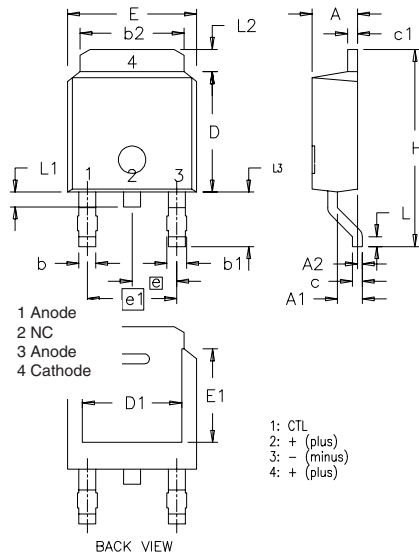 E
b2
L2
A
c1
4
D
H
L1
1
2
3
L3
L
b
e
b1
A2
c
e1
A1
1 Anode
2 NC
3 Anode
4 Cathode
D1
E1
1: CTL
2: + (plus)
3: - (minus)
4: + (plus)
BACK VIEW